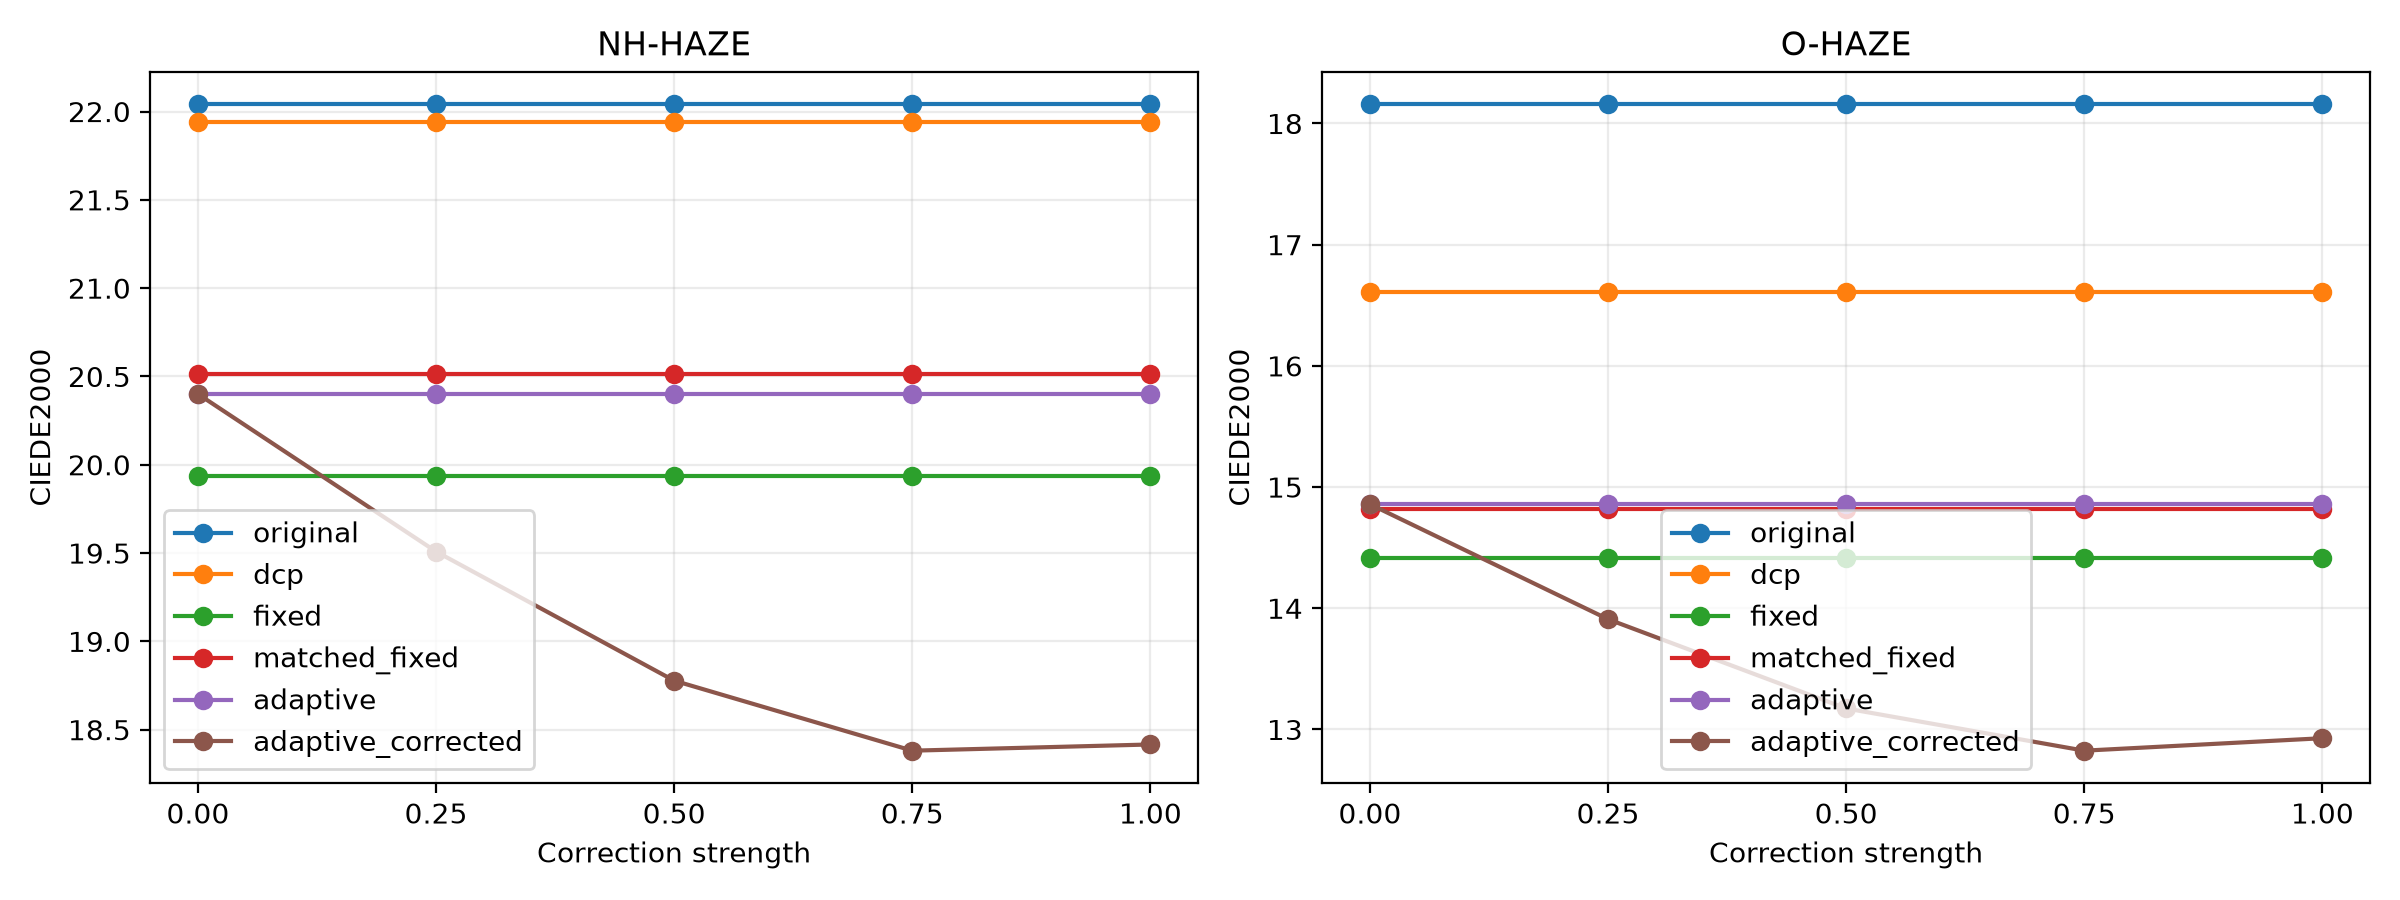 NH-HAZE
22.0
21.5
21.0
20.5
20.0
19.5
19.0
18.5
CIEDE2000
original
dcp
fixed
matched_fixed
adaptive
adaptive_corrected
0.00 0.25 0.50 0.75 1.00
Correction strength
O-HAZE
18
17
16
15
14
13
CIEDE2000
original
dcp
fixed
matched_fixed
adaptive
adaptive_corrected
0.00 0.25 0.50 0.75 1.00
Correction strength